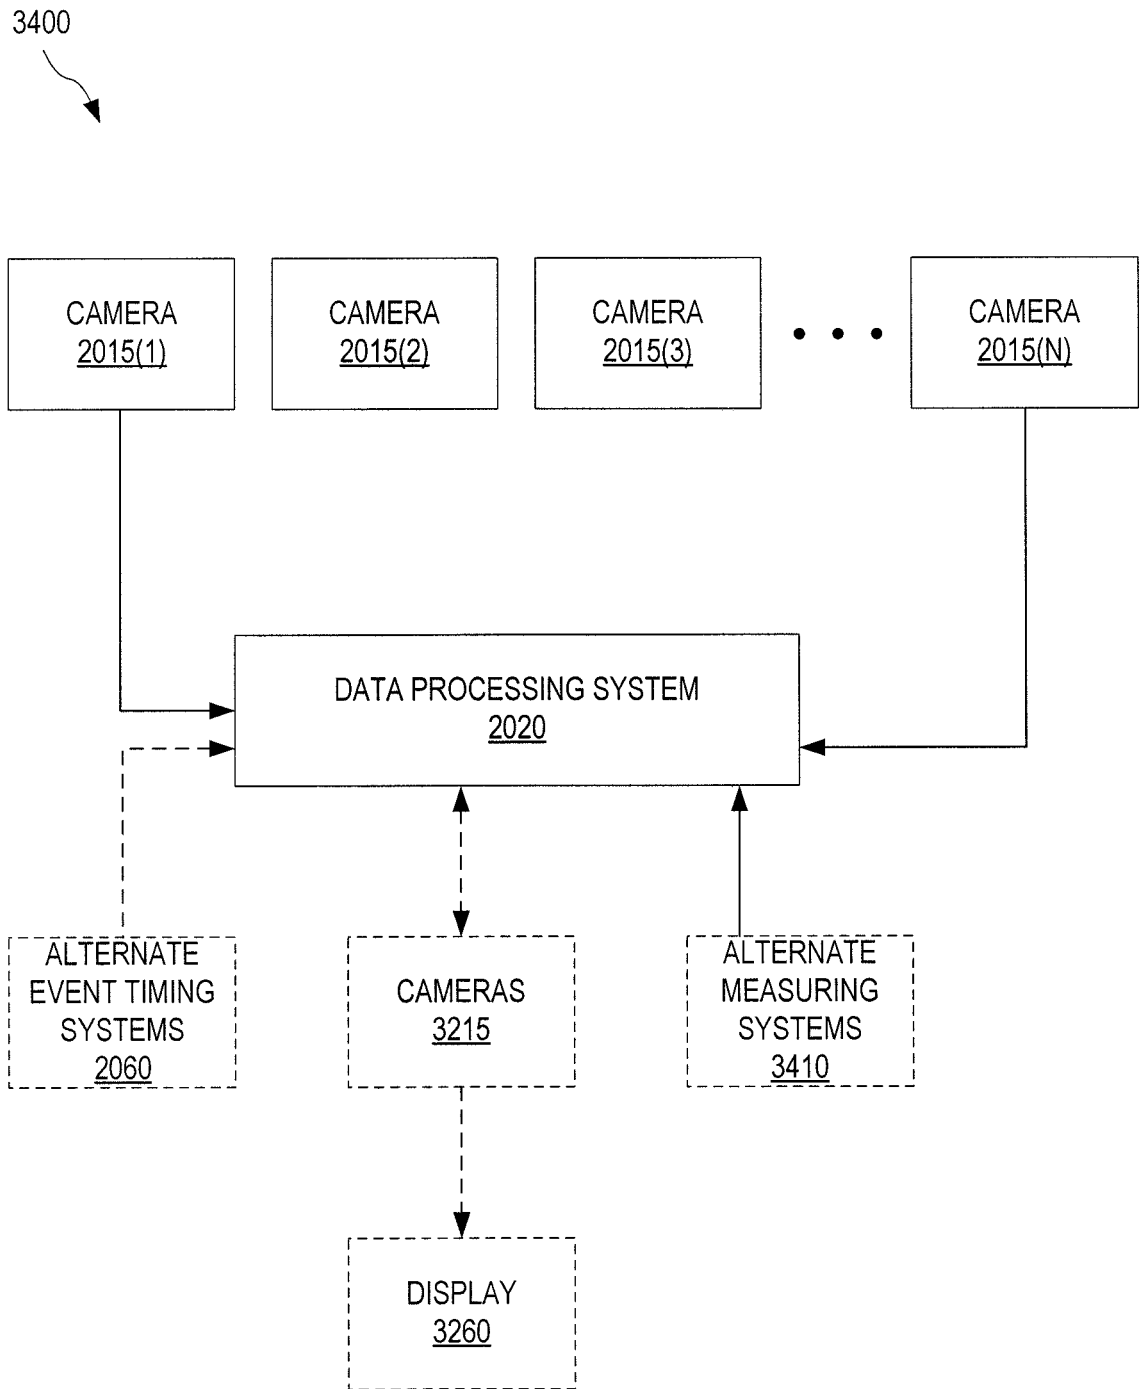 3400
CAMERA
2015(1)
CAMERA
2015(2)
CAMERA
2015(3)
CAMERA
2015(N)
DATA PROCESSING SYSTEM
2020
ALTERNATE
EVENT TIMING
SYSTEMS
2060
CAMERAS
3215
ALTERNATE
MEASURING
SYSTEMS
3410
DISPLAY
3260